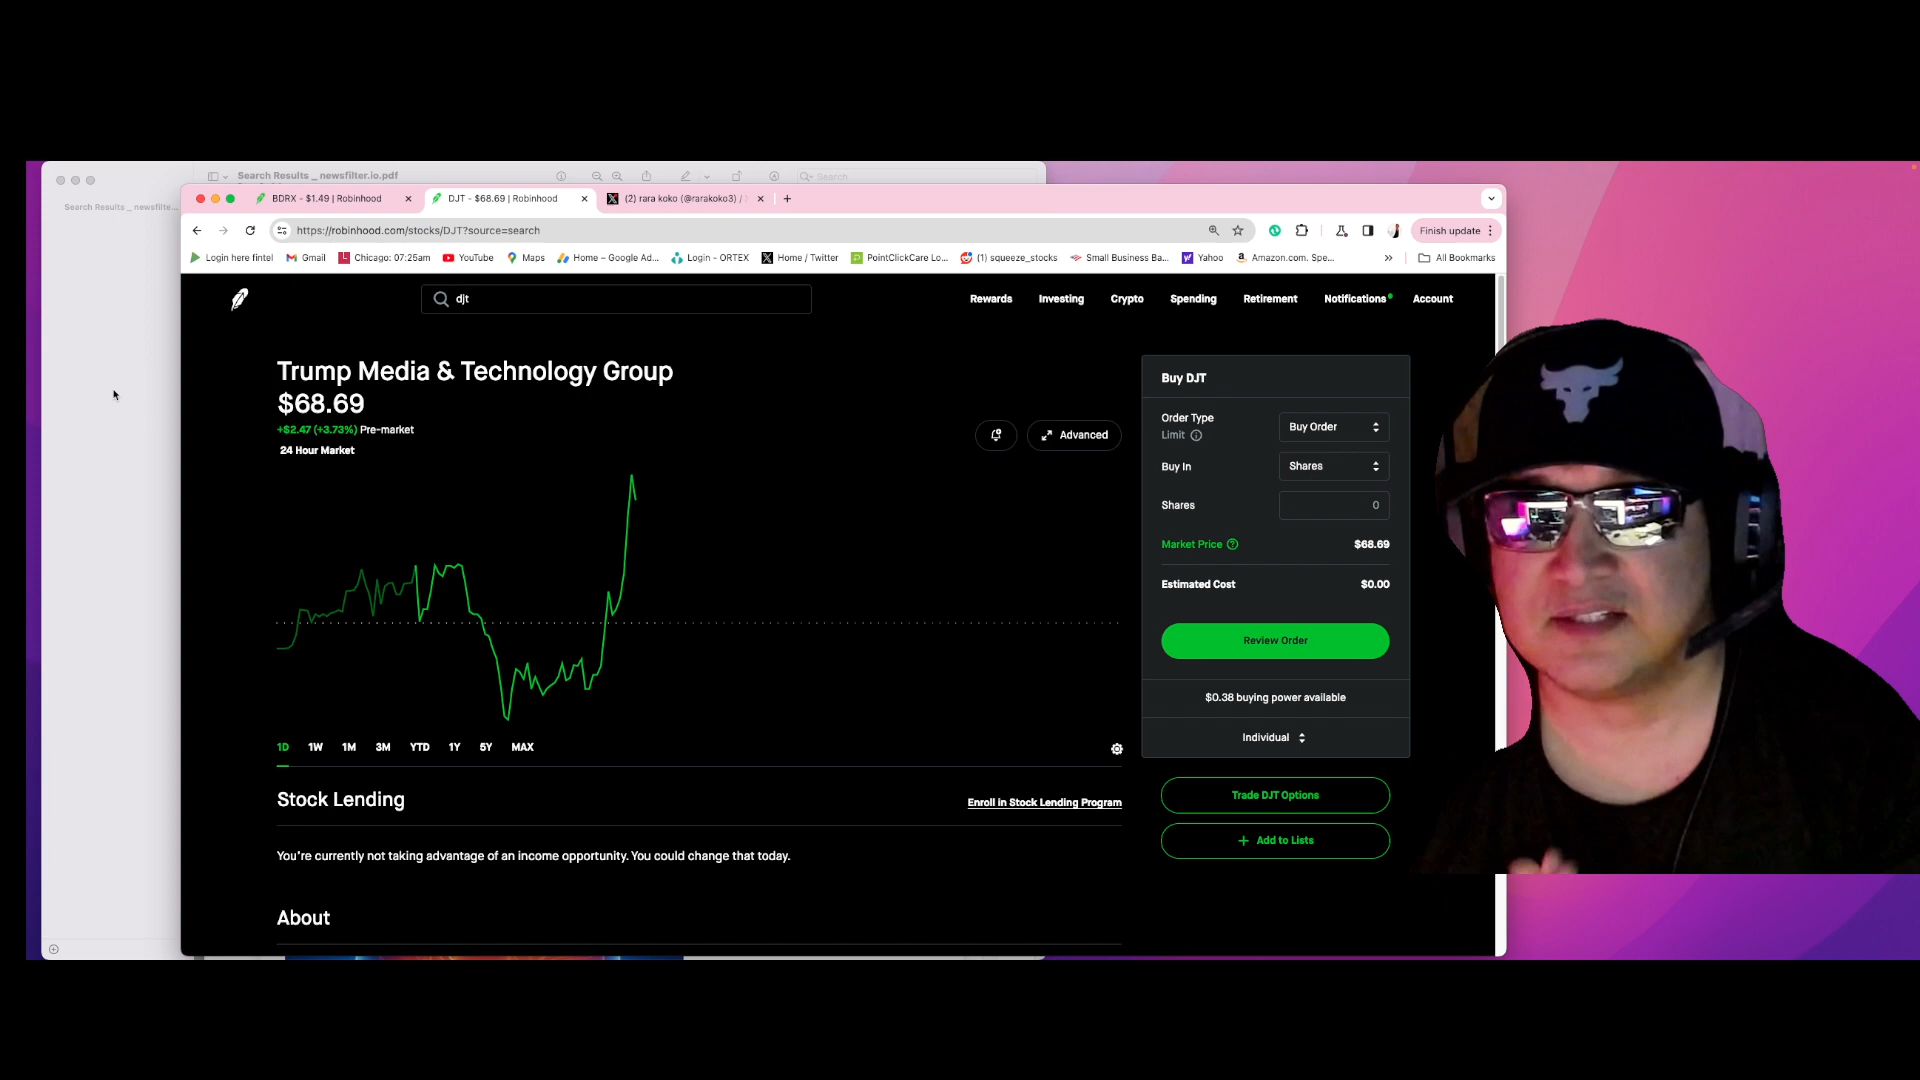 Search Results _ newsfilter.io.pdf
Search
Search Results _ newsfilte...
BDRX - $1.49 | Robinhood
DJT - $68.69 | Robinhood
(2) rara koko (@rarakoko3) /
https://robinhood.com/stocks/DJT?source=search
Finish update
Login here fintel
Gmail
Chicago: 07:25am
YouTube
Maps
Home – Google Ad...
Login - ORTEX
Home / Twitter
PointClickCare Lo...
(1) squeeze_stocks
Small Business Ba...
Yahoo
Amazon.com. Spe...
»
All Bookmarks
djt
Rewards
Investing
Crypto
Spending
Retirement
Notifications
Account
Trump Media & Technology Group
$68.69
+$2.47 (+3.73%) Pre-market
24 Hour Market
Advanced
Buy DJT
Order Type
Limit
Buy Order
Buy In
Shares
Shares
0
Market Price
$68.69
Estimated Cost
$0.00
Review Order
$0.38 buying power available
Individual
Trade DJT Options
+ Add to Lists
1D 1W 1M 3M YTD 1Y 5Y MAX
Stock Lending
Enroll in Stock Lending Program
You're currently not taking advantage of an income opportunity. You could change that today.
About